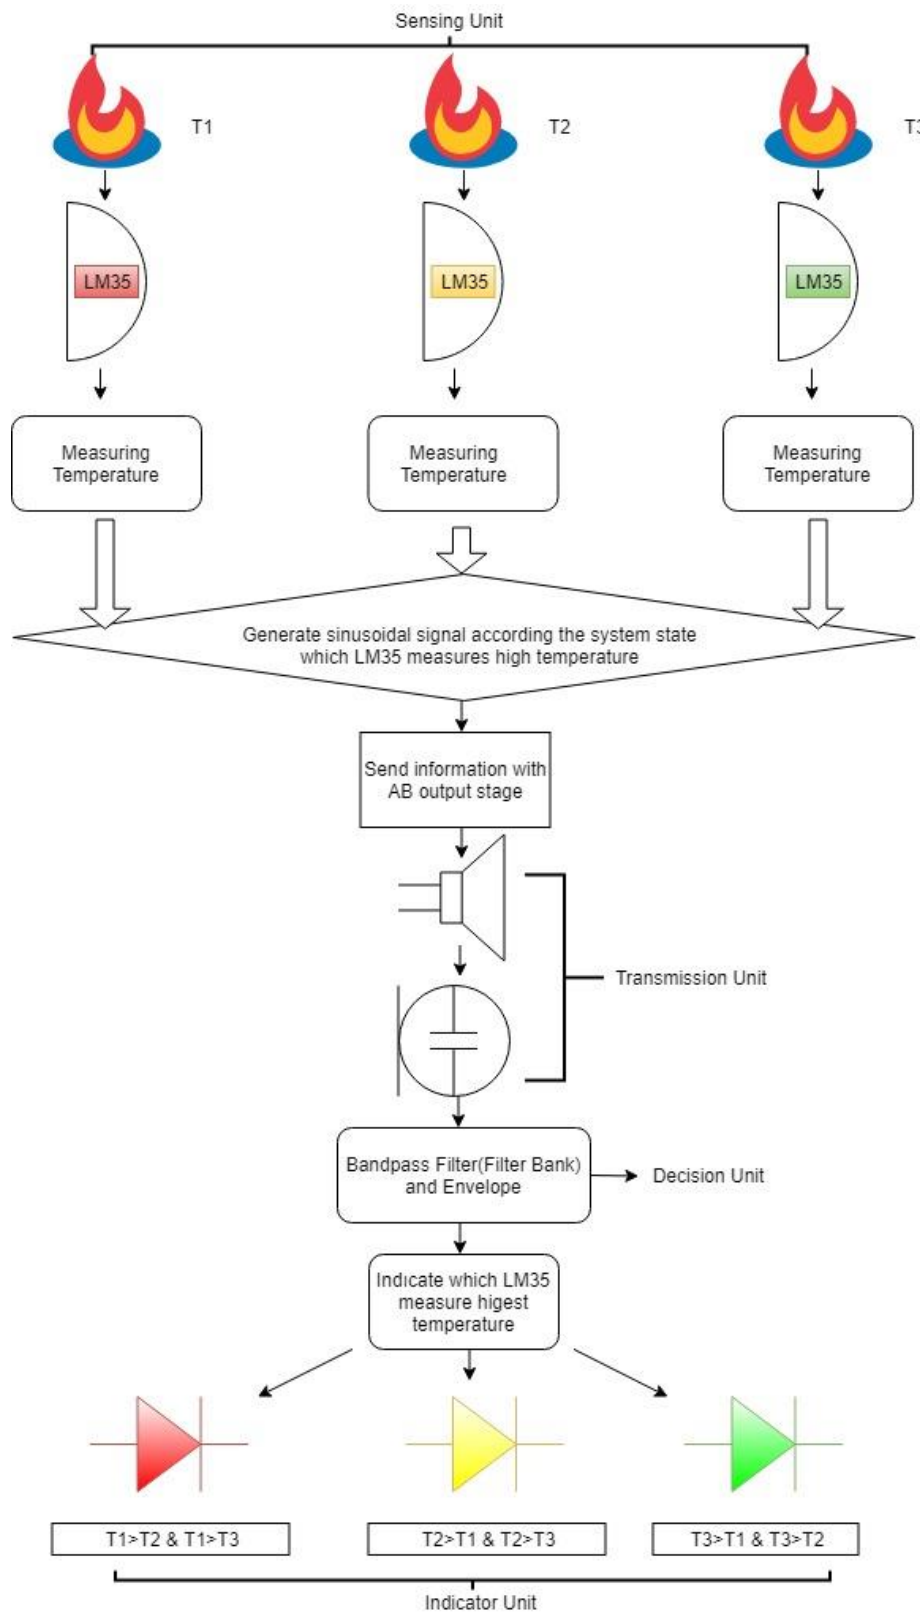 Sensing Unit
T1
T2
T3
LM35
LM35
LM35
Measuring
Temperature
Measuring
Temperature
Measuring
Temperature
Generate sinusoidal signal according the system state
which LM35 measures high temperature
Send information with
AB output stage
Transmission Unit
Bandpass Filter(Filter Bank)
and Envelope
Decision Unit
Indıcate which LM35
measure higest
temperature
T1>T2 & T1>T3
T2>T1 & T2>T3
T3>T1 & T3>T2
Indicator Unit